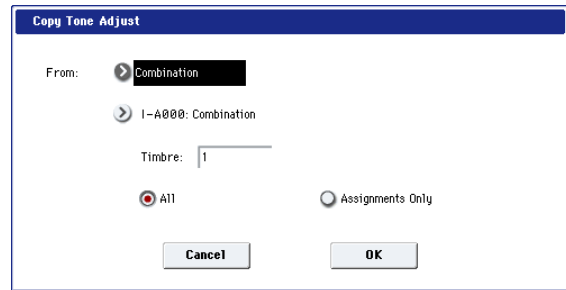 Copy Tone Adjust
From: Combination
I-A000: Combination
Timbre: 1
All Assignments Only
Cancel OK